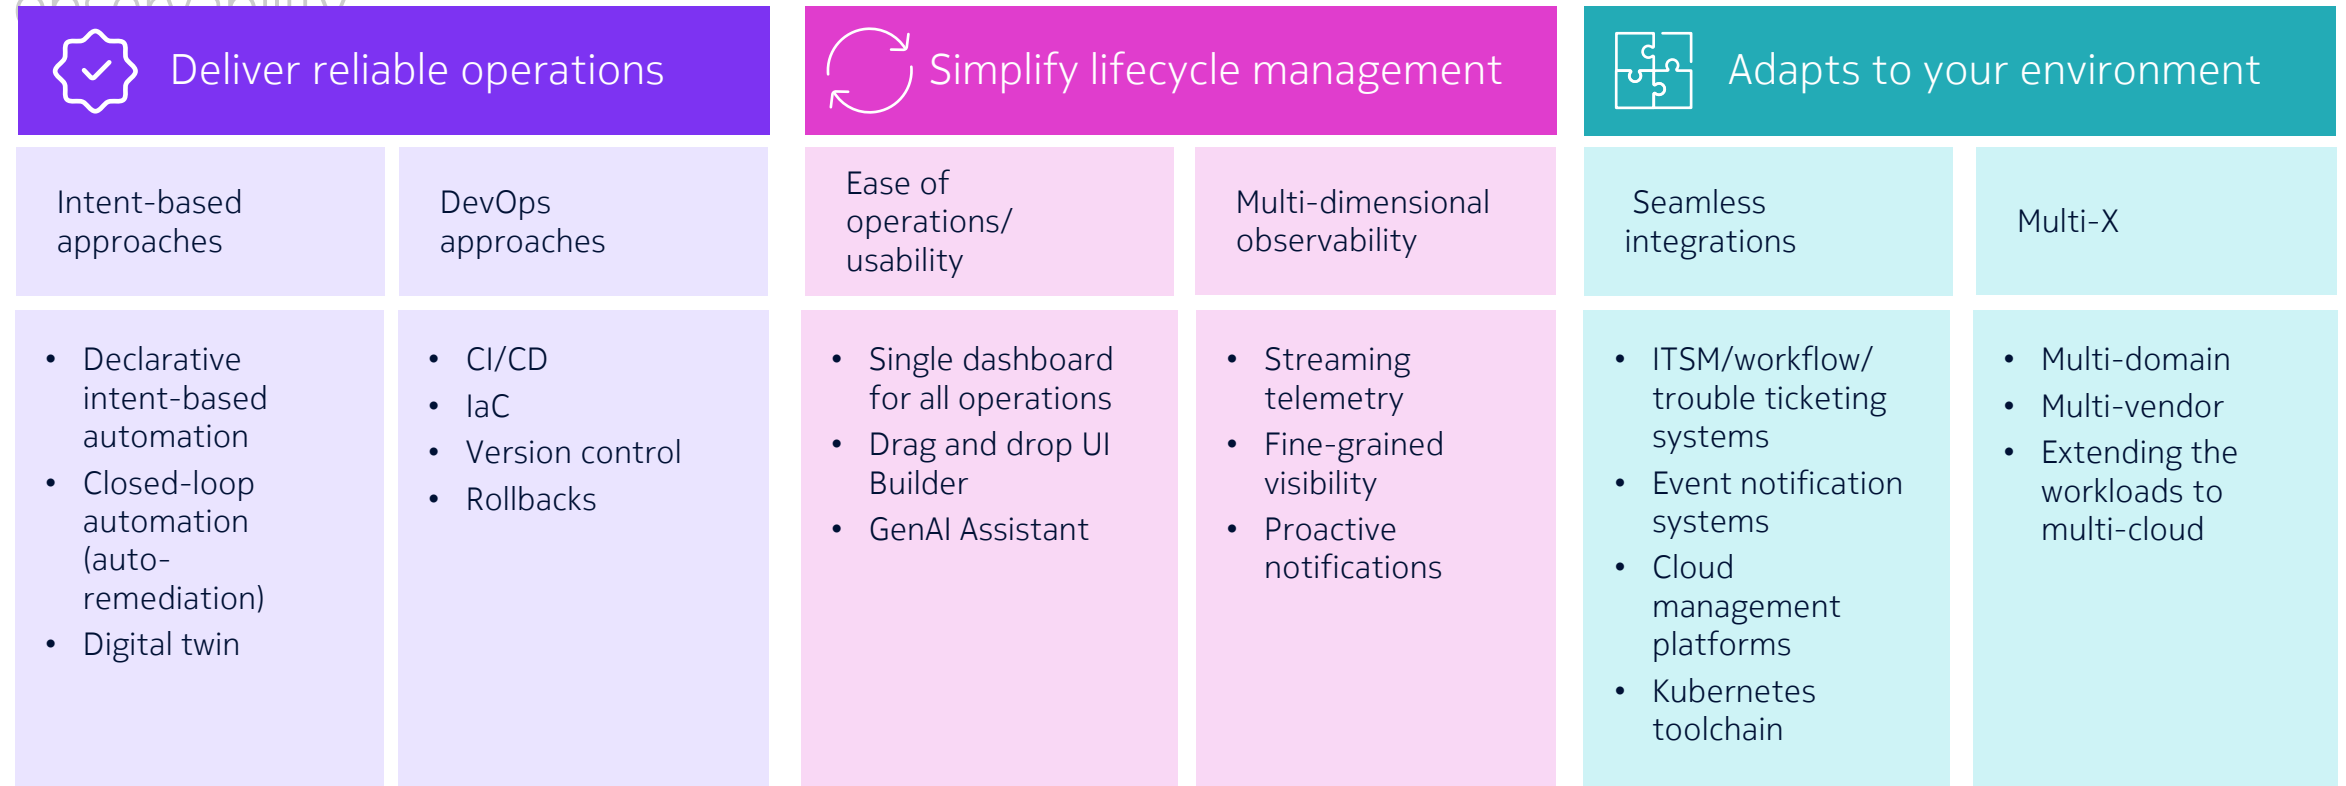 Deliver reliable operations
Intent-based
approaches
DevOps
approaches
• Declarative
intent-based
automation
• Closed-loop
automation
(auto-
remediation)
• Digital twin
• CI/CD
• IaC
• Version control
• Rollbacks
Simplify lifecycle management
Ease of
operations/
usability
Multi-dimensional
observability
• Single dashboard
for all operations
• Drag and drop UI
Builder
• GenAI Assistant
• Streaming
telemetry
• Fine-grained
visibility
• Proactive
notifications
Adapts to your environment
Seamless
integrations
Multi-X
• ITSM/workflow/
trouble ticketing
systems
• Event notification
systems
• Cloud
management
platforms
• Kubernetes
toolchain
• Multi-domain
• Multi-vendor
• Extending the
workloads to
multi-cloud